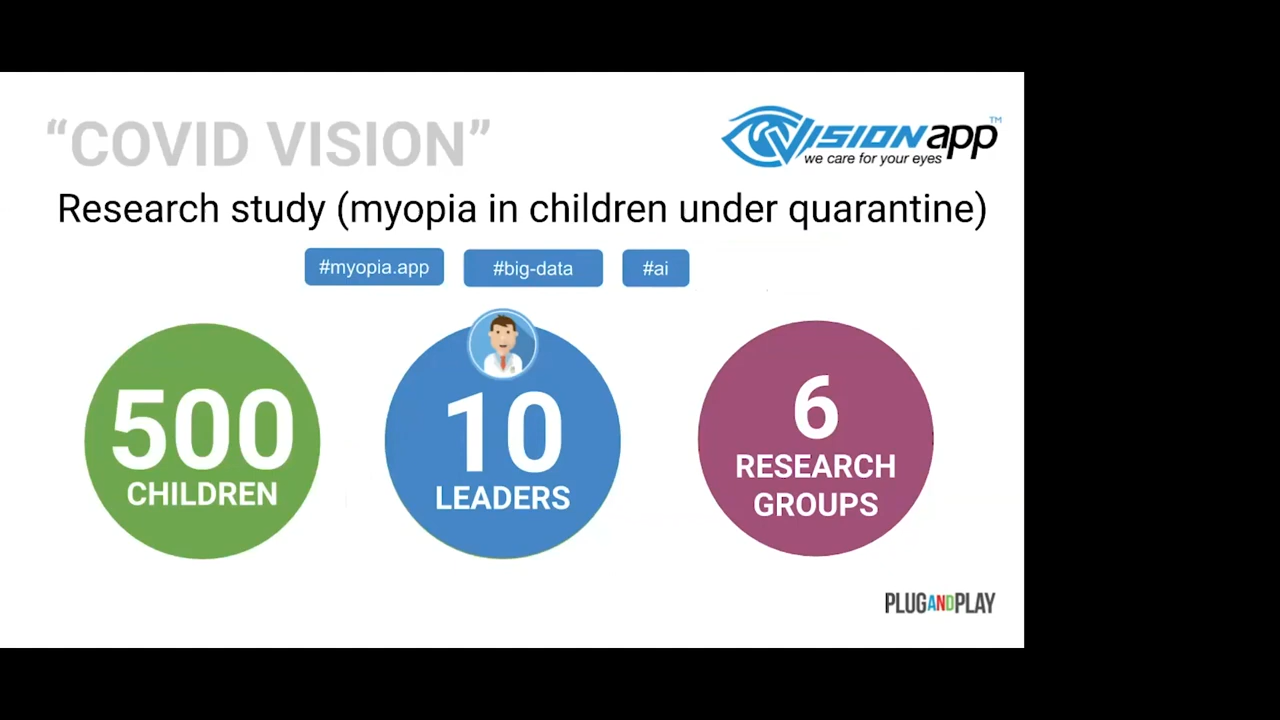 “COVID VISION”
VISIONapp™
we care for your eyes
Research study (myopia in children under quarantine)
#myopia.app #big-data #ai
500
CHILDREN
10
LEADERS
6
RESEARCH
GROUPS
PLUGANDPLAY